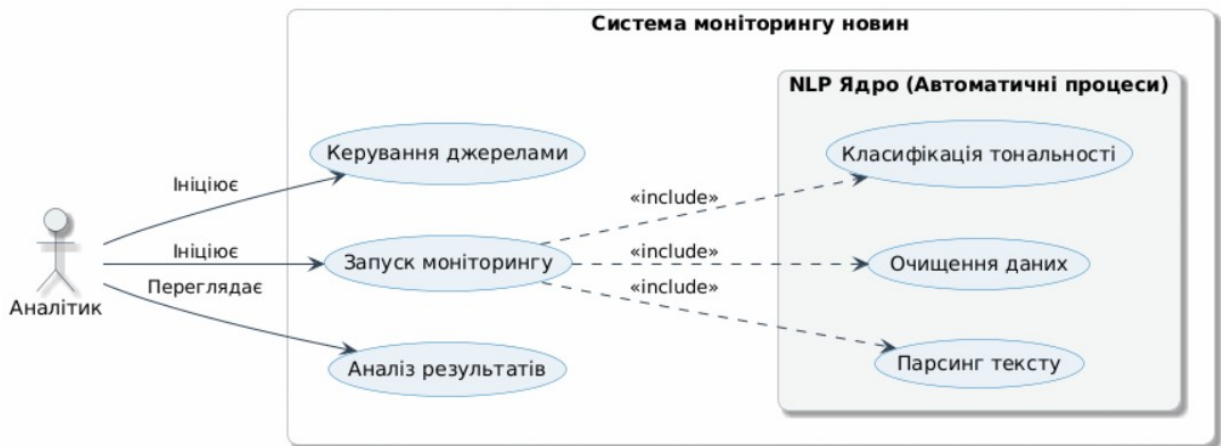 Система моніторингу новин
NLP Ядро (Автоматичні процеси)
Керування джерелами
Класифікація тональності
Ініціює
«include»
Ініціює
Запуск моніторингу
«include»
Очищення даних
Переглядає
«include»
Аналітик
Аналіз результатів
Парсинг тексту